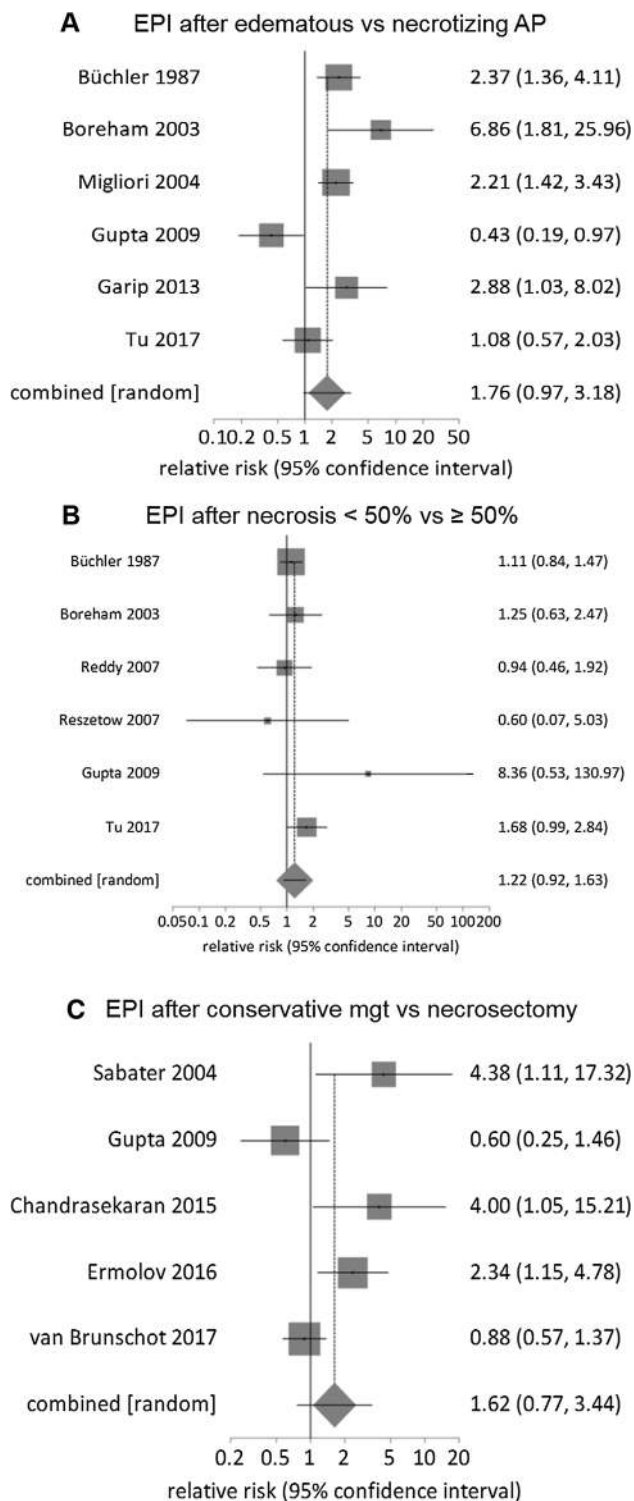 A EPI after edematous vs necrotizing AP
Büchler 1987 2.37 (1.36, 4.11)
Boreham 2003 6.86 (1.81, 25.96)
Migliori 2004 2.21 (1.42, 3.43)
Gupta 2009 0.43 (0.19, 0.97)
Garip 2013 2.88 (1.03, 8.02)
Tu 2017 1.08 (0.57, 2.03)
combined [random] 1.76 (0.97, 3.18)
0.1 0.2 0.5 1 2 5 10 20 50
relative risk (95% confidence interval)
B EPI after necrosis < 50% vs ≥ 50%
Büchler 1987 1.11 (0.84, 1.47)
Boreham 2003 1.25 (0.63, 2.47)
Reddy 2007 0.94 (0.46, 1.92)
Reszetow 2007 0.60 (0.07, 5.03)
Gupta 2009 8.36 (0.53, 130.97)
Tu 2017 1.68 (0.99, 2.84)
combined [random] 1.22 (0.92, 1.63)
0.05 0.1 0.2 0.5 1 2 5 10 20 50 100 200
relative risk (95% confidence interval)
C EPI after conservative mgt vs necrosectomy
Sabater 2004 4.38 (1.11, 17.32)
Gupta 2009 0.60 (0.25, 1.46)
Chandrasekaran 2015 4.00 (1.05, 15.21)
Ermolov 2016 2.34 (1.15, 4.78)
van Brunschot 2017 0.88 (0.57, 1.37)
combined [random] 1.62 (0.77, 3.44)
0.2 0.5 1 2 5 10 20
relative risk (95% confidence interval)